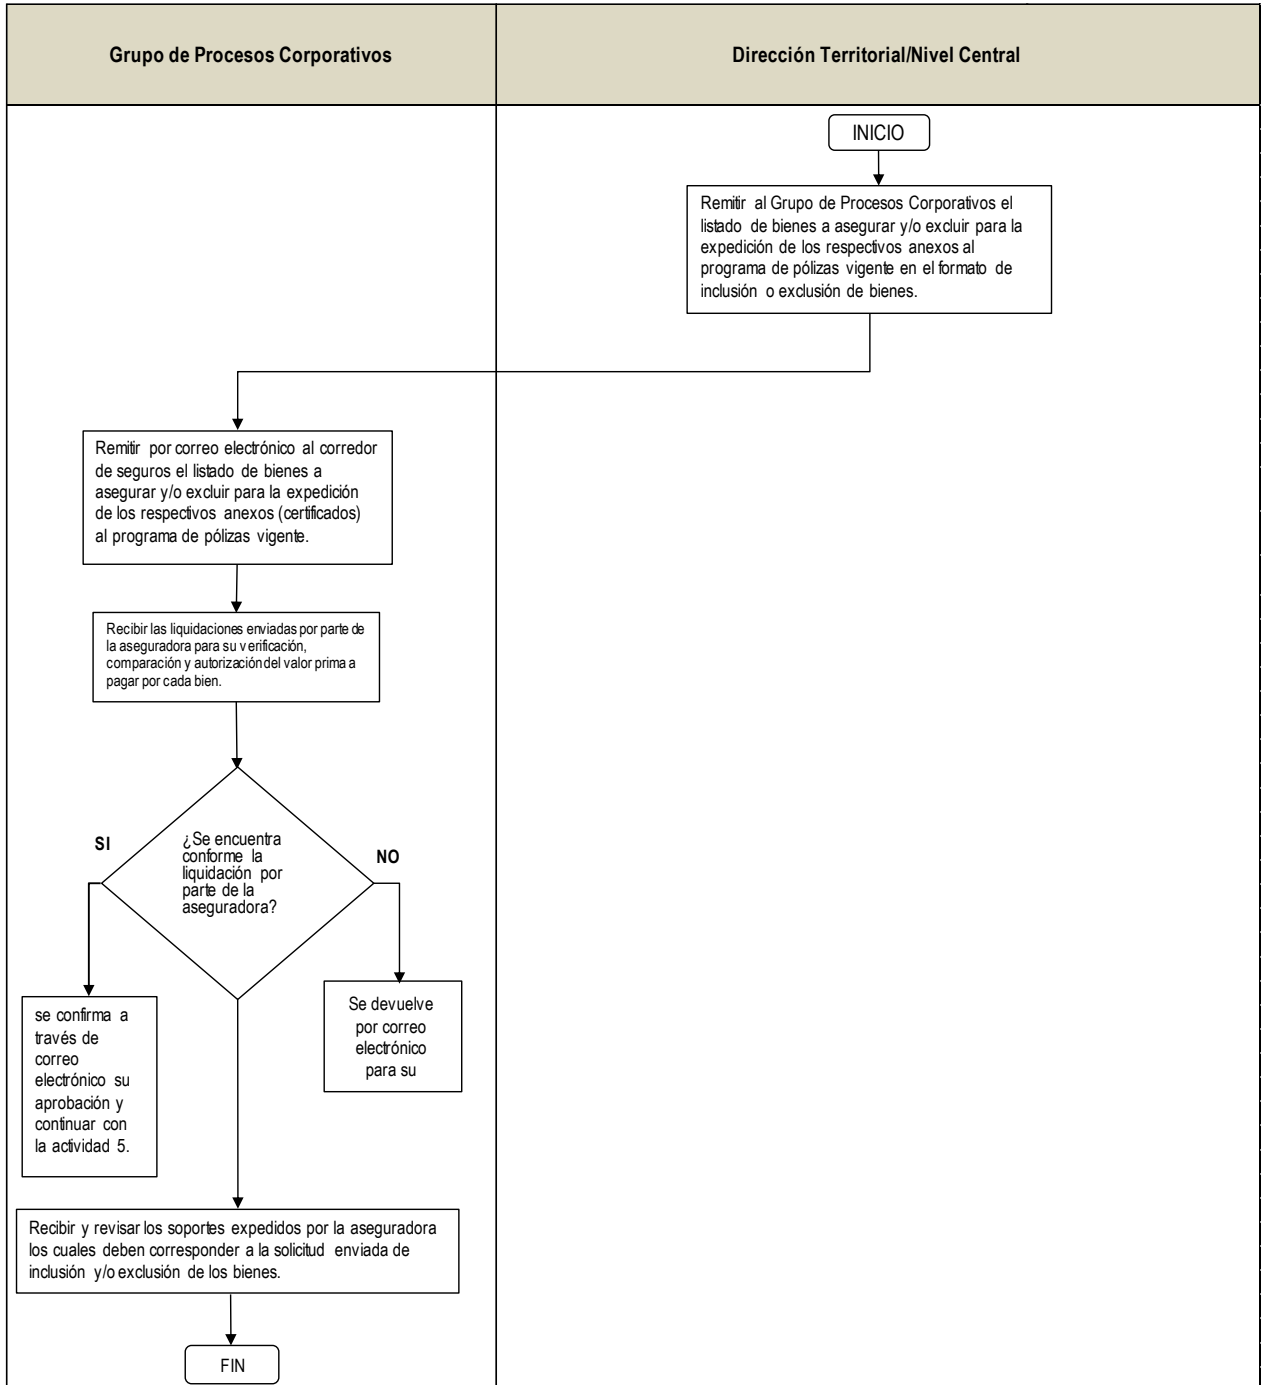 Grupo de Procesos Corporativos
Dirección Territorial/Nivel Central
INICIO
Remitir al Grupo de Procesos Corporativos el
listado de bienes a asegurar y/o excluir para la
expedición de los respectivos anexos al
programa de pólizas vigente en el formato de
inclusión o exclusión de bienes.
Remitir por correo electrónico al corredor
de seguros el listado de bienes a
asegurar y/o excluir para la expedición
de los respectivos anexos (certificados)
al programa de pólizas vigente.
Recibir las liquidaciones enviadas por parte de
la aseguradora para su verificación,
comparación y autorización del valor prima a
pagar por cada bien.
¿Se encuentra
conforme la
liquidación por
parte de la
aseguradora?
SI
NO
se confirma a
través de
correo
electrónico su
aprobación y
continuar con
la actividad 5.
Se devuelve
por correo
electrónico
para su
Recibir y revisar los soportes expedidos por la aseguradora
los cuales deben corresponder a la solicitud enviada de
inclusión y/o exclusión de los bienes.
FIN